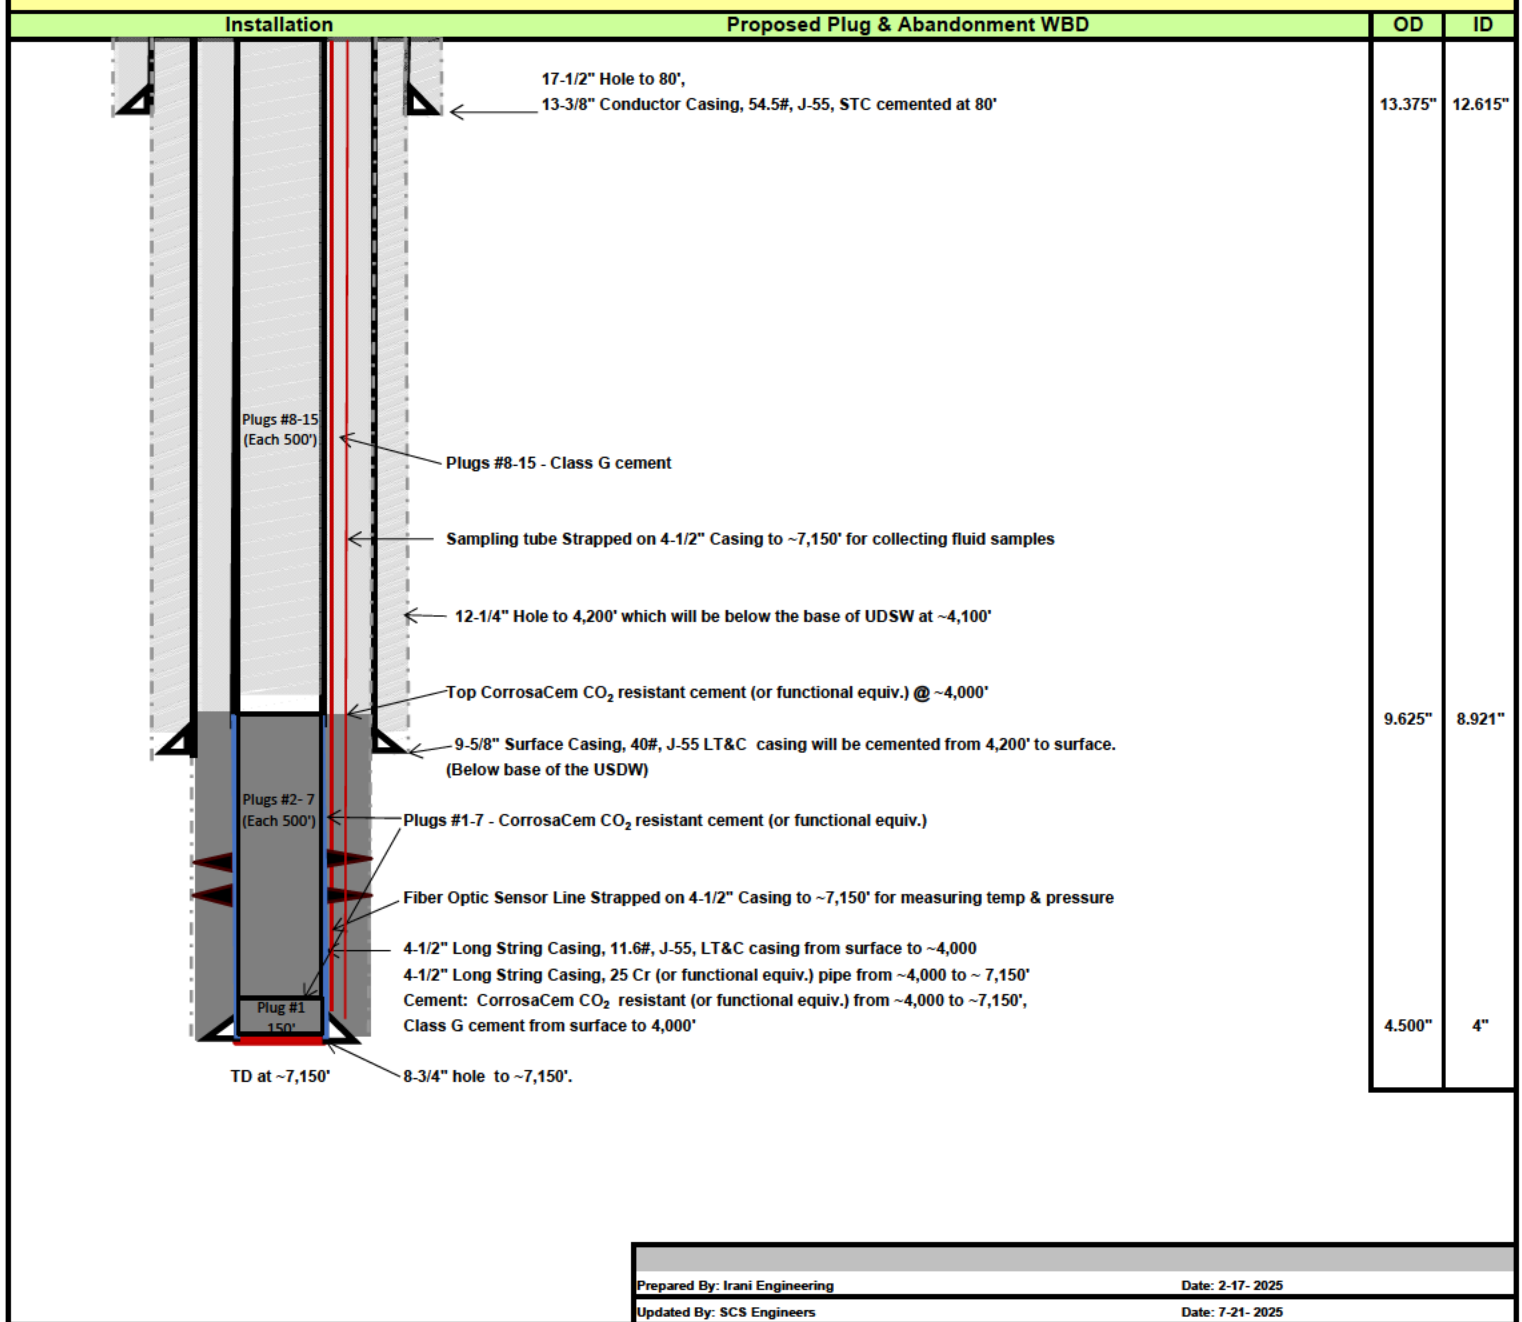 Installation
Proposed Plug & Abandonment WBD
OD
ID
17-1/2" Hole to 80',
13-3/8" Conductor Casing, 54.5#, J-55, STC cemented at 80'
13.375"
12.615"
Plugs #8-15
(Each 500')
Plugs #8-15 - Class G cement
Sampling tube Strapped on 4-1/2" Casing to ~7,150' for collecting fluid samples
12-1/4" Hole to 4,200' which will be below the base of UDSW at ~4,100'
Top CorrosaCem CO₂ resistant cement (or functional equiv.) @ ~4,000'
9.625"
8.921"
9-5/8" Surface Casing, 40#, J-55 LT&C  casing will be cemented from 4,200' to surface.
(Below base of the USDW)
Plugs #2- 7
(Each 500')
Plugs #1-7 - CorrosaCem CO₂ resistant cement (or functional equiv.)
Fiber Optic Sensor Line Strapped on 4-1/2" Casing to ~7,150' for measuring temp & pressure
4-1/2" Long String Casing, 11.6#, J-55, LT&C casing from surface to ~4,000
4-1/2" Long String Casing, 25 Cr (or functional equiv.) pipe from ~4,000 to ~ 7,150'
Cement:  CorrosaCem CO₂  resistant (or functional equiv.) from ~4,000 to ~7,150',
Class G cement from surface to 4,000'
Plug #1
150'
4.500"
4"
TD at ~7,150'
8-3/4" hole  to ~7,150'.
Prepared By: Irani Engineering
Date: 2-17- 2025
Updated By: SCS Engineers
Date: 7-21- 2025